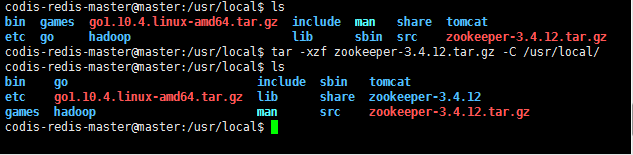 codis-redis-master@master:/usr/local$ ls
bin games go1.10.4.linux-amd64.tar.gz include man share tomcat
etc go hadoop lib sbin src zookeeper-3.4.12.tar.gz
codis-redis-master@master:/usr/local$ tar -xzf zookeeper-3.4.12.tar.gz -C /usr/local/
codis-redis-master@master:/usr/local$ ls
bin go include sbin tomcat
etc go1.10.4.linux-amd64.tar.gz lib share zookeeper-3.4.12
games hadoop man src zookeeper-3.4.12.tar.gz
codis-redis-master@master:/usr/local$